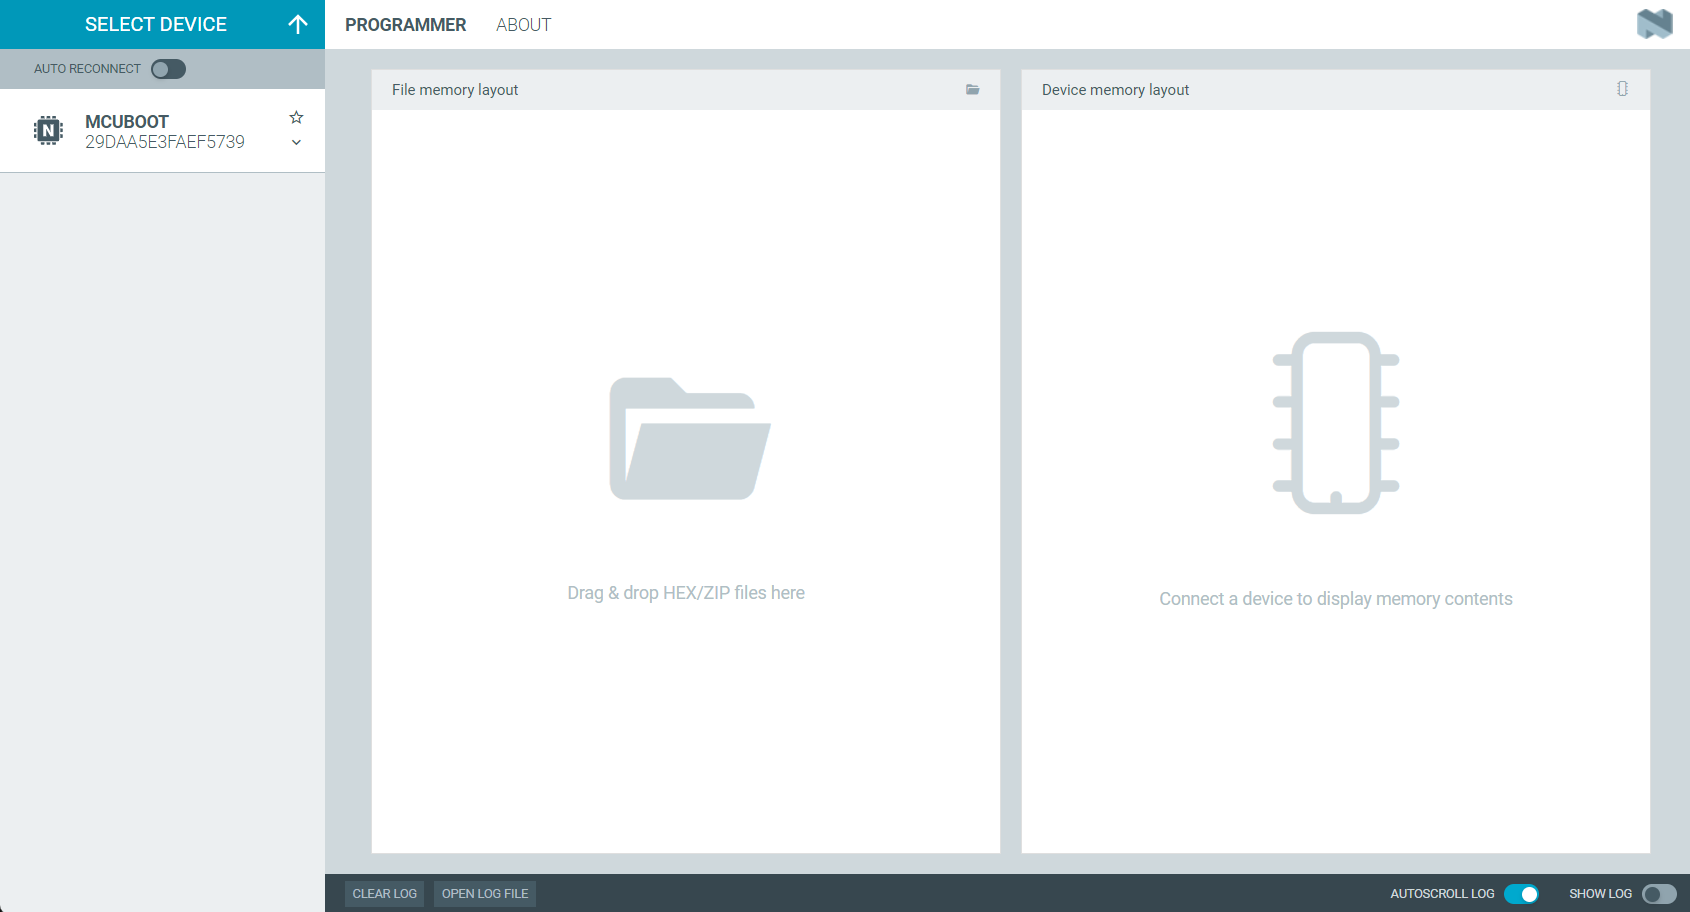 SELECT DEVICE
PROGRAMMER
ABOUT
AUTO RECONNECT
MCUBOOT
29DAA5E3FAEF5739
N
File memory layout
Drag & drop HEX/ZIP files here
Device memory layout
Connect a device to display memory contents
CLEAR LOG
OPEN LOG FILE
AUTOSCROLL LOG
SHOW LOG